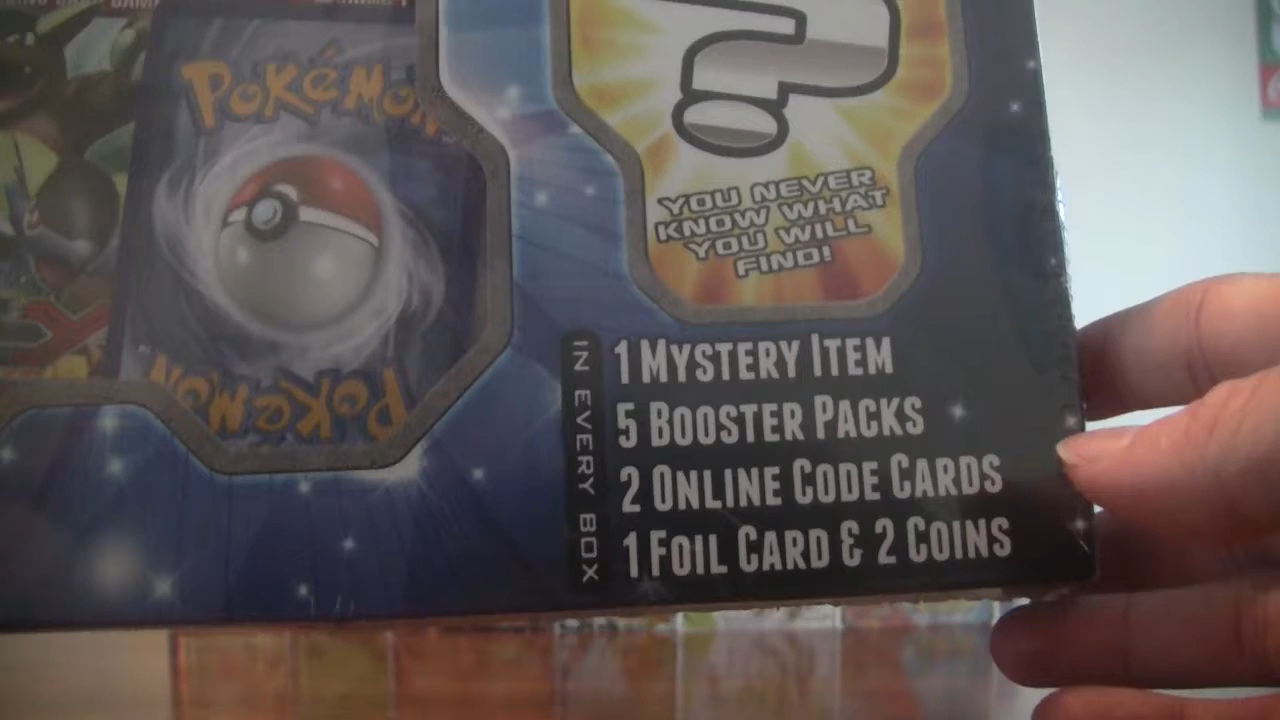 POKéMON
POKéMON
YOU NEVER
KNOW WHAT
YOU WILL
FIND!
IN EVERY BOX
1 MYSTERY ITEM
5 BOOSTER PACKS
2 ONLINE CODE CARDS
1 FOIL CARD & 2 COINS